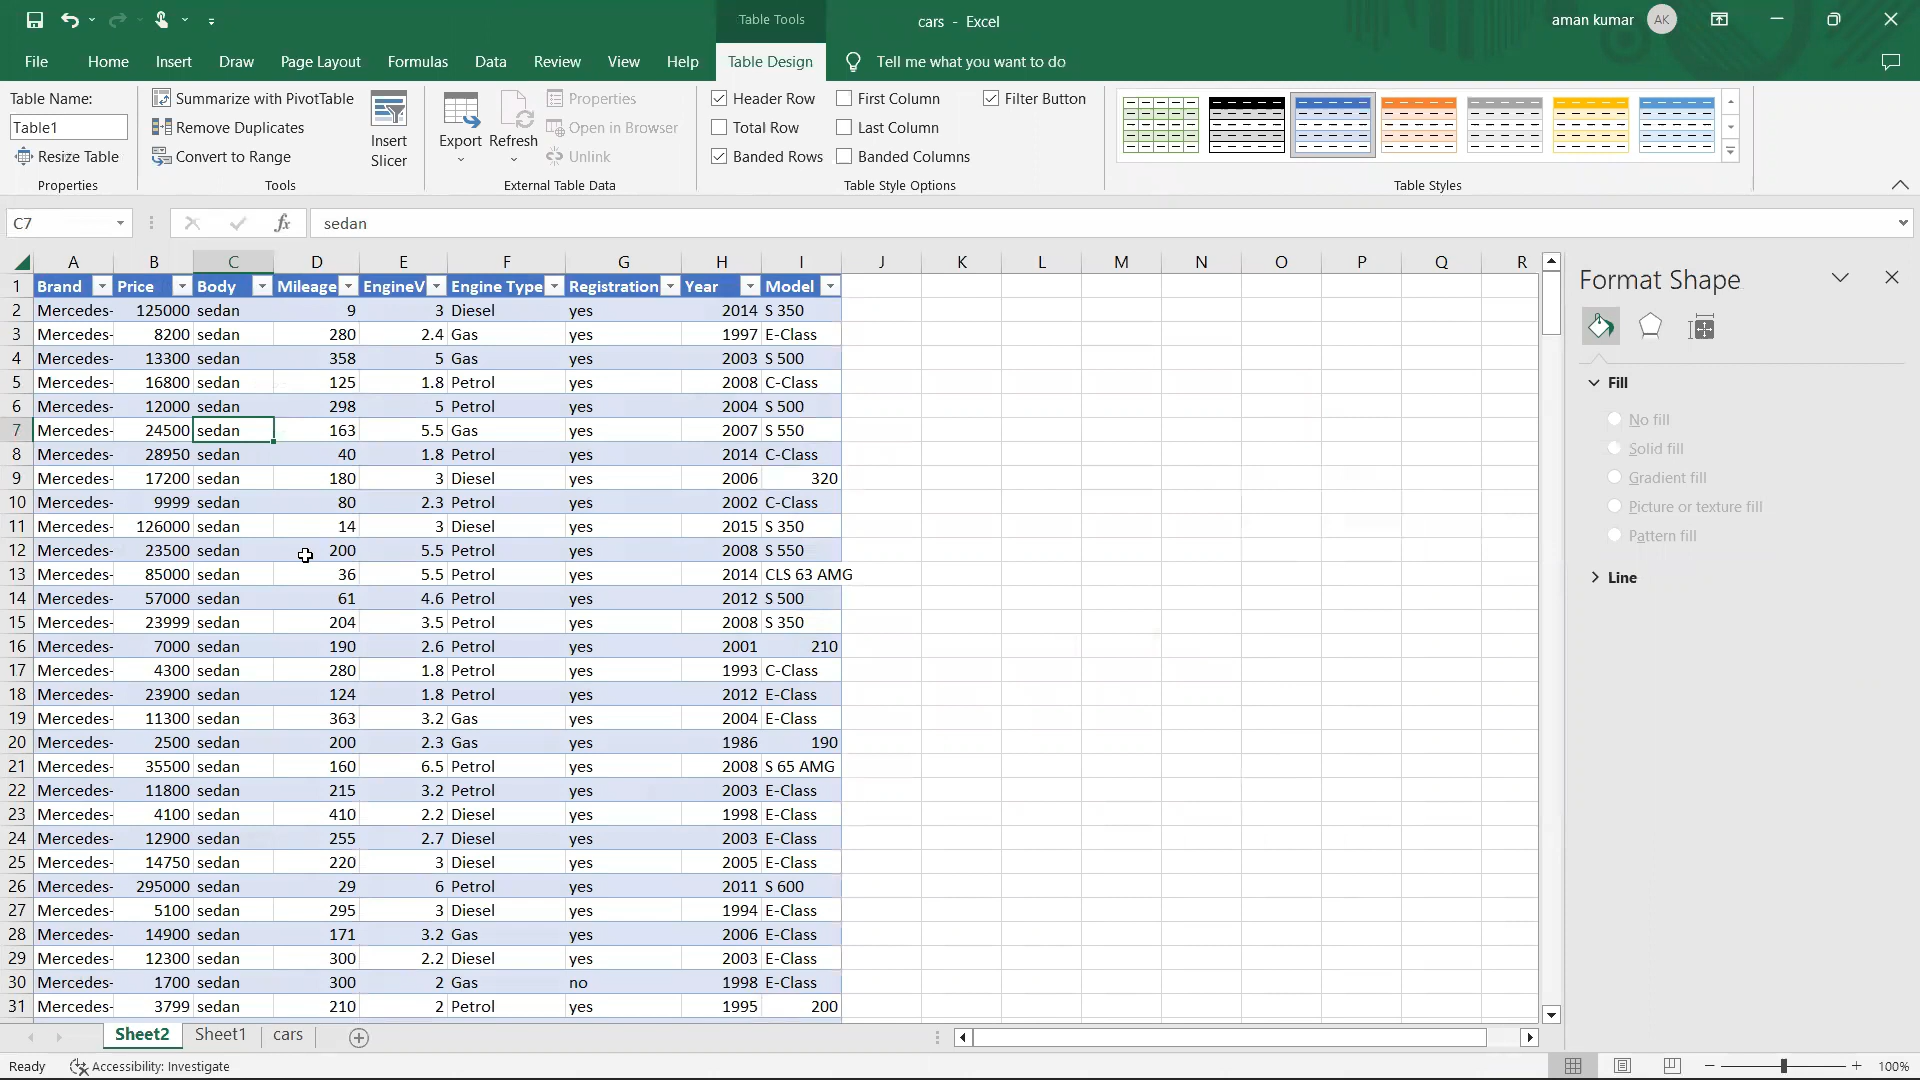 Table Tools
cars - Excel
aman kumar AK
File Home Insert Draw Page Layout Formulas Data Review View Help Table Design Tell me what you want to do
Table Name:
Table1
Resize Table
Properties
Summarize with PivotTable
Remove Duplicates
Convert to Range
Tools
Insert
Slicer
Export
Refresh
Properties
Open in Browser
Unlink
External Table Data
Header Row First Column Filter Button
Total Row Last Column
Banded Rows Banded Columns
Table Style Options
Table Styles
C7 fx sedan
A B C D E F G H I J K L M N O P Q R
1 Brand Price Body Mileage EngineV Engine Type Registration Year Model
2 Mercedes- 125000 sedan 9 3 Diesel yes 2014 S 350
3 Mercedes- 8200 sedan 280 2.4 Gas yes 1997 E-Class
4 Mercedes- 13300 sedan 358 5 Gas yes 2003 S 500
5 Mercedes- 16800 sedan 125 1.8 Petrol yes 2008 C-Class
6 Mercedes- 12000 sedan 298 5 Petrol yes 2004 S 500
7 Mercedes- 24500 sedan 163 5.5 Gas yes 2007 S 550
8 Mercedes- 28950 sedan 40 1.8 Petrol yes 2014 C-Class
9 Mercedes- 17200 sedan 180 3 Diesel yes 2006 320
10 Mercedes- 9999 sedan 80 2.3 Petrol yes 2002 C-Class
11 Mercedes- 126000 sedan 14 3 Diesel yes 2015 S 350
12 Mercedes- 23500 sedan 200 5.5 Petrol yes 2008 S 550
13 Mercedes- 85000 sedan 36 5.5 Petrol yes 2014 CLS 63 AMG
14 Mercedes- 57000 sedan 61 4.6 Petrol yes 2012 S 500
15 Mercedes- 23999 sedan 204 3.5 Petrol yes 2008 S 350
16 Mercedes- 7000 sedan 190 2.6 Petrol yes 2001 210
17 Mercedes- 4300 sedan 280 1.8 Petrol yes 1993 C-Class
18 Mercedes- 23900 sedan 124 1.8 Petrol yes 2012 E-Class
19 Mercedes- 11300 sedan 363 3.2 Gas yes 2004 E-Class
20 Mercedes- 2500 sedan 200 2.3 Gas yes 1986 190
21 Mercedes- 35500 sedan 160 6.5 Petrol yes 2008 S 65 AMG
22 Mercedes- 11800 sedan 215 3.2 Petrol yes 2003 E-Class
23 Mercedes- 4100 sedan 410 2.2 Diesel yes 1998 E-Class
24 Mercedes- 12900 sedan 255 2.7 Diesel yes 2003 E-Class
25 Mercedes- 14750 sedan 220 3 Diesel yes 2005 E-Class
26 Mercedes- 295000 sedan 29 6 Petrol yes 2011 S 600
27 Mercedes- 5100 sedan 295 3 Diesel yes 1994 E-Class
28 Mercedes- 14900 sedan 171 3.2 Gas yes 2006 E-Class
29 Mercedes- 12300 sedan 300 2.2 Diesel yes 2003 E-Class
30 Mercedes- 1700 sedan 300 2 Gas no 1998 E-Class
31 Mercedes- 3799 sedan 210 2 Petrol yes 1995 200
Format Shape
Fill
No fill
Solid fill
Gradient fill
Picture or texture fill
Pattern fill
Line
Sheet2 Sheet1 cars
Ready Accessibility: Investigate 100%